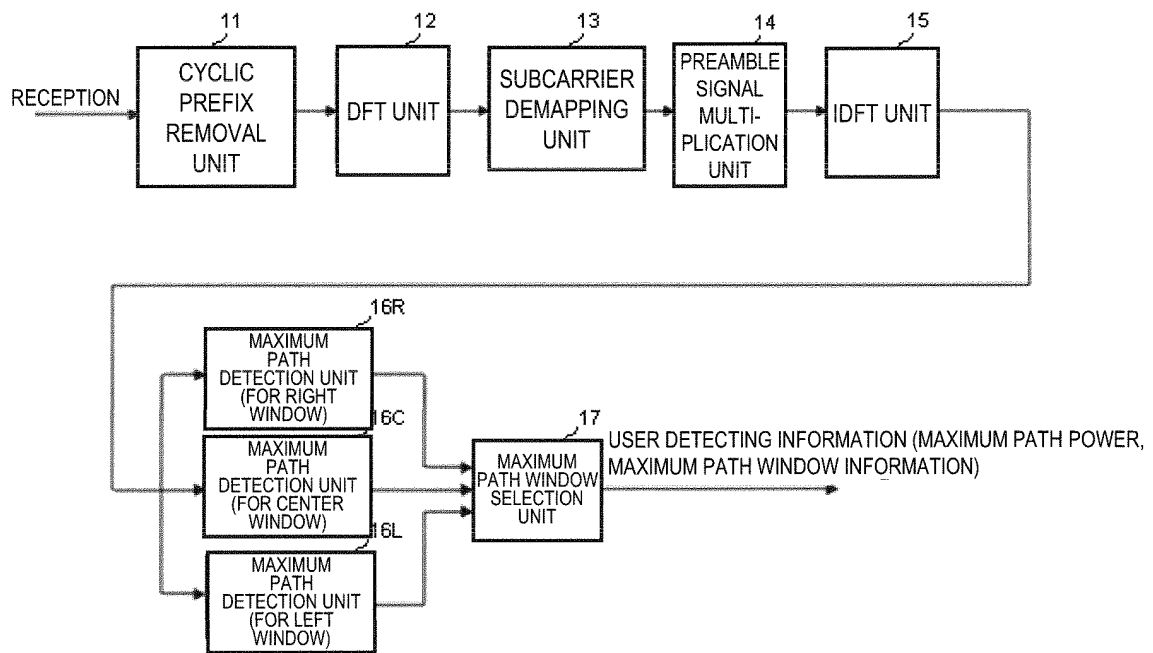 11
12
13
14
15
RECEPTION
CYCLIC
PREFIX
REMOVAL
UNIT
DFT UNIT
SUBCARRIER
DEMAPPING
UNIT
PREAMBLE
SIGNAL
MULTI-
PLICATION
UNIT
IDFT UNIT
16R
MAXIMUM
PATH
DETECTION UNIT
(FOR RIGHT
WINDOW)
16C
MAXIMUM
PATH
DETECTION UNIT
(FOR CENTER
WINDOW)
16L
MAXIMUM
PATH
DETECTION UNIT
(FOR LEFT
WINDOW)
17
MAXIMUM
PATH WINDOW
SELECTION
UNIT
USER DETECTING INFORMATION (MAXIMUM PATH POWER,
MAXIMUM PATH WINDOW INFORMATION)